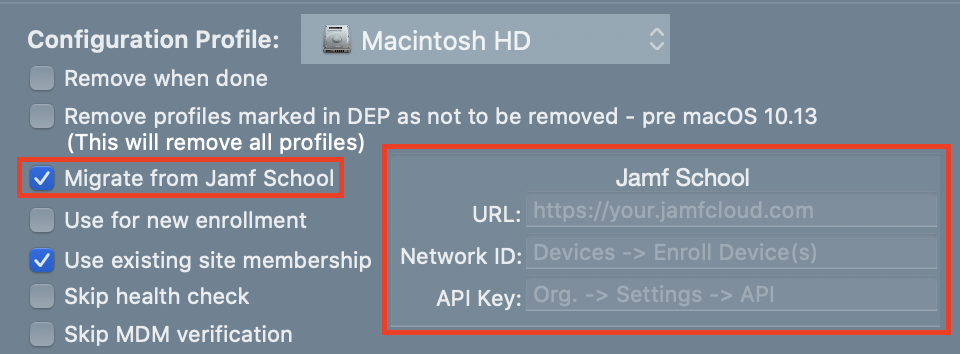 Configuration Profile: Macintosh HD
Remove when done
Remove profiles marked in DEP as not to be removed - pre macOS 10.13
(This will remove all profiles)
Migrate from Jamf School
Jamf School
URL: https://your.jamfcloud.com
Use for new enrollment
Network ID: Devices -> Enroll Device(s)
Use existing site membership
API Key: Org. -> Settings -> API
Skip health check
Skip MDM verification